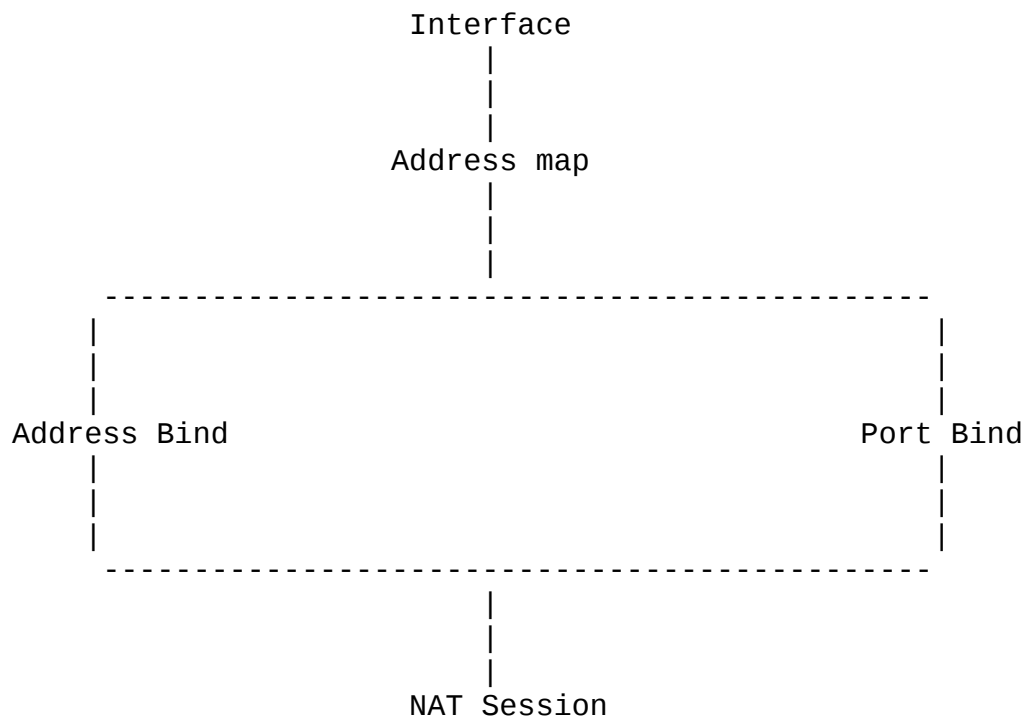 Interface
Address map
Address Bind Port Bind
NAT Session